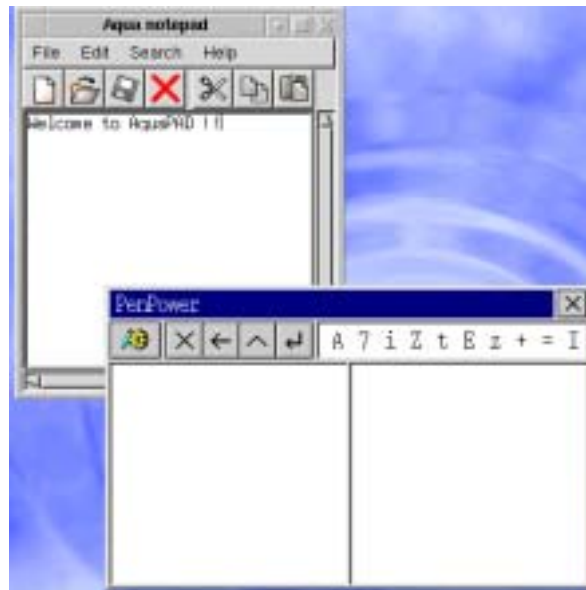 Aqua notepad
File Edit Search Help
Welcome to AquaPAD !!
PenPower
A 7 i Z t E z + = I